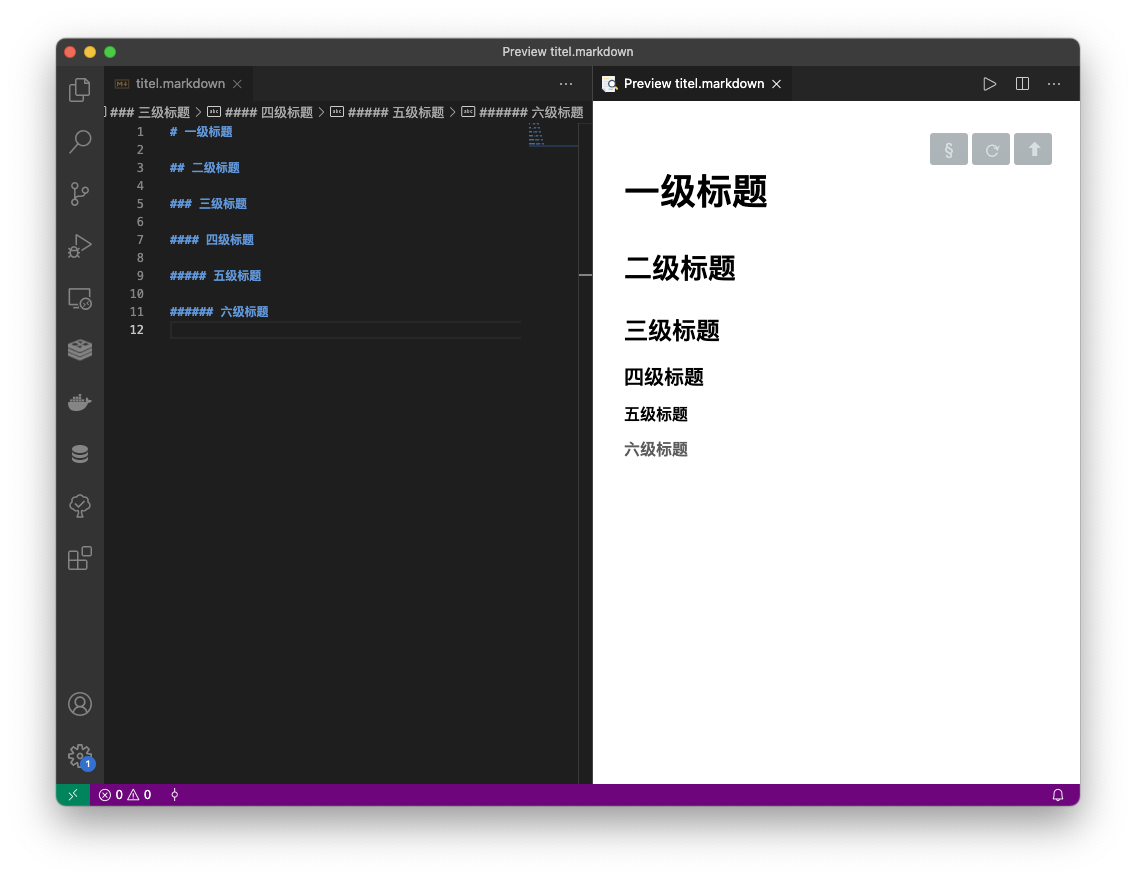 Preview titel.markdown
titel.markdown
Preview titel.markdown
### 三级标题 > #### 四级标题 > ##### 五级标题 > ###### 六级标题
1 # 一级标题
2
3 ## 二级标题
4
5 ### 三级标题
6
7 #### 四级标题
8
9 ##### 五级标题
10
11 ###### 六级标题
12
§
一级标题
二级标题
三级标题
四级标题
五级标题
六级标题
1
0 0